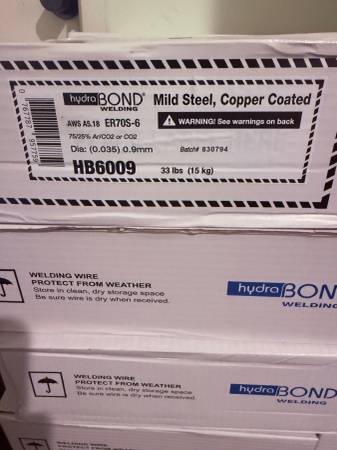 hydraBOND® WELDING
Mild Steel, Copper Coated
AWS A5.18 ER70S-6
WARNING! See warnings on back
75/25% Ar/CO2 or CO2
Dia: (0.035) 0.9mm
Batch# 830794
HB6009
33 lbs (15 kg)
WELDING WIRE
PROTECT FROM WEATHER
Store in clean, dry storage space
Be sure wire is dry when received.
hydraBON
WELDING
WELDING WIRE
PROTECT FROM WEATHER
Store in clean, dry storage space
Be sure wire is dry when received.
hydraBOND
WELDING
WELDING WIRE